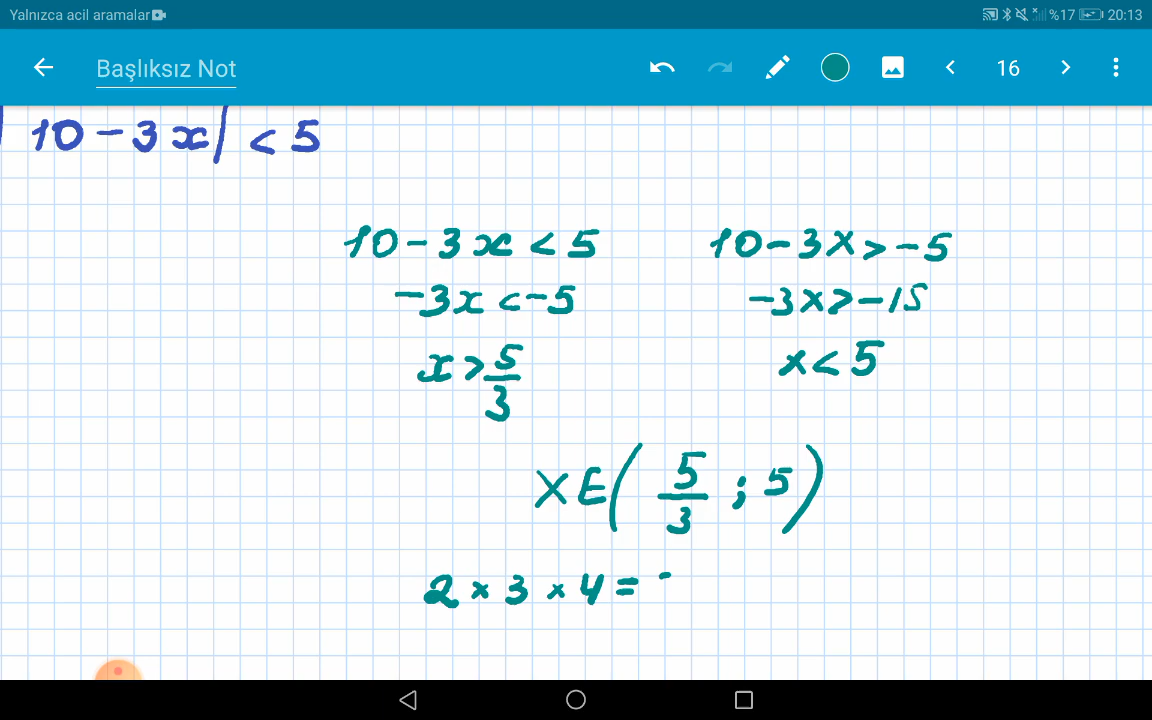 Yalnızca acil aramalar %17 20:13
Başlıksız Not 16
|10-3x| < 5
10-3x < 5 10-3x > -5
-3x < -5 -3x > -15
x > 5/3 x < 5
x ∈ (5/3 ; 5)
2 × 3 × 4 =